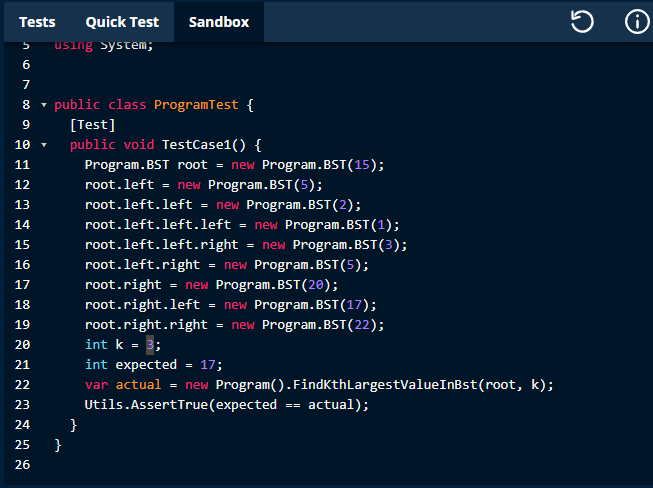 Tests Quick Test Sandbox
5 using System;
6
7
8 public class ProgramTest {
9 [Test]
10 public void TestCase1() {
11 Program.BST root = new Program.BST(15);
12 root.left = new Program.BST(5);
13 root.left.left = new Program.BST(2);
14 root.left.left.left = new Program.BST(1);
15 root.left.left.right = new Program.BST(3);
16 root.left.right = new Program.BST(5);
17 root.right = new Program.BST(20);
18 root.right.left = new Program.BST(17);
19 root.right.right = new Program.BST(22);
20 int k = 3;
21 int expected = 17;
22 var actual = new Program().FindKthLargestValueInBst(root, k);
23 Utils.AssertTrue(expected == actual);
24 }
25 }
26